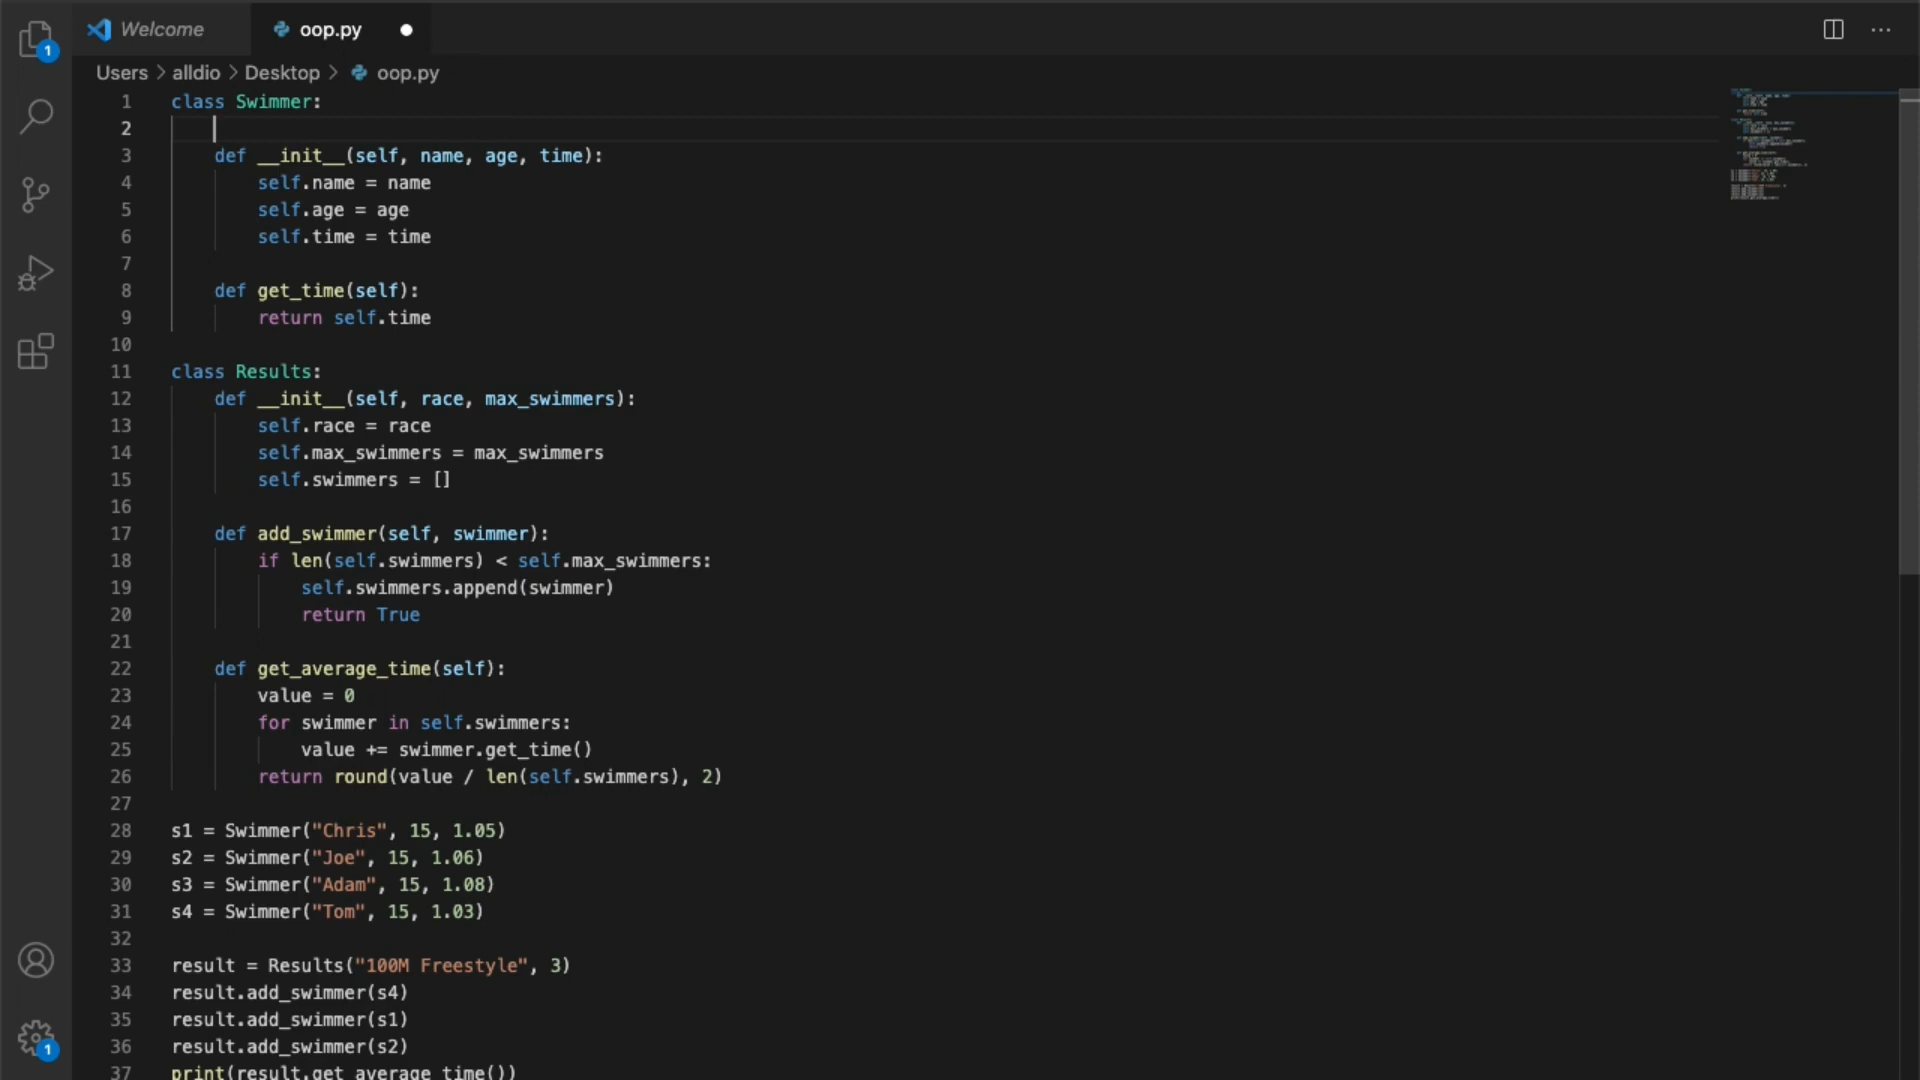 Welcome
oop.py
1
Users > alldio > Desktop > oop.py
1 class Swimmer:
2
3 def __init__(self, name, age, time):
4 self.name = name
5 self.age = age
6 self.time = time
7
8 def get_time(self):
9 return self.time
10
11 class Results:
12 def __init__(self, race, max_swimmers):
13 self.race = race
14 self.max_swimmers = max_swimmers
15 self.swimmers = []
16
17 def add_swimmer(self, swimmer):
18 if len(self.swimmers) < self.max_swimmers:
19 self.swimmers.append(swimmer)
20 return True
21
22 def get_average_time(self):
23 value = 0
24 for swimmer in self.swimmers:
25 value += swimmer.get_time()
26 return round(value / len(self.swimmers), 2)
27
28 s1 = Swimmer("Chris", 15, 1.05)
29 s2 = Swimmer("Joe", 15, 1.06)
30 s3 = Swimmer("Adam", 15, 1.08)
31 s4 = Swimmer("Tom", 15, 1.03)
32
33 result = Results("100M Freestyle", 3)
34 result.add_swimmer(s4)
35 result.add_swimmer(s1)
36 result.add_swimmer(s2)
1
37 print(result.get_average_time())